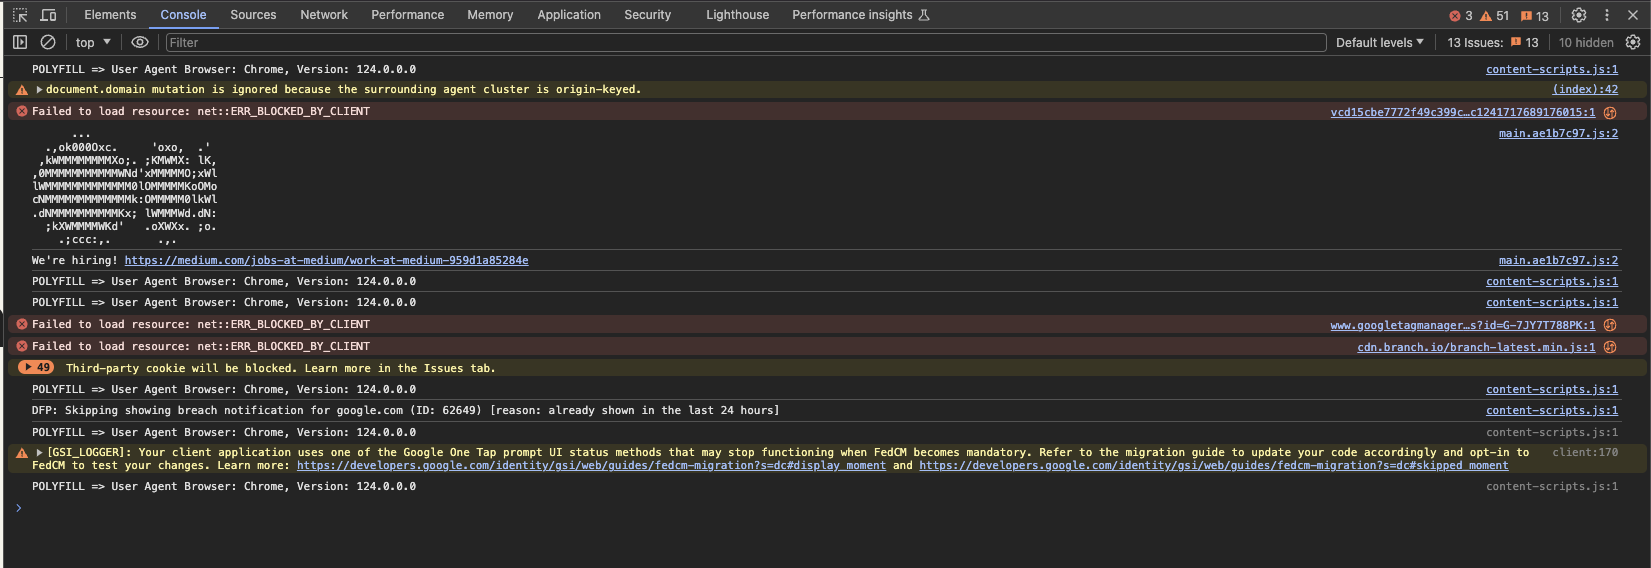 Elements Console Sources Network Performance Memory Application Security Lighthouse Performance insights 3 51 13
top Filter Default levels 13 Issues: 13 10 hidden
POLYFILL => User Agent Browser: Chrome, Version: 124.0.0.0 content-scripts.js:1
document.domain mutation is ignored because the surrounding agent cluster is origin-keyed. (index):42
Failed to load resource: net::ERR_BLOCKED_BY_CLIENT vcd15cbe7772f49c399c…c1241717689176015:1
... main.ae1b7c97.js:2
.,ok000Oxc. 'oxo, .'
,kWMMMMMMMMXo;. ;KMWMX: lK,
,0MMMMMMMMMMMWNd'xMMMMMO;xWl
lWMMMMMMMMMMMMM0lOMMMMMKoOMo
cNMMMMMMMMMMMMMk:OMMMMM0lkWl
.dNMMMMMMMMMMKx; lWMMMWd.dN:
;kXWMMMMWKd' .oXWXx. ;o.
.;ccc:,. .,.
We're hiring! https://medium.com/jobs-at-medium/work-at-medium-959d1a85284e main.ae1b7c97.js:2
POLYFILL => User Agent Browser: Chrome, Version: 124.0.0.0 content-scripts.js:1
POLYFILL => User Agent Browser: Chrome, Version: 124.0.0.0 content-scripts.js:1
Failed to load resource: net::ERR_BLOCKED_BY_CLIENT www.googletagmanager…s?id=G-7JY7T788PK:1
Failed to load resource: net::ERR_BLOCKED_BY_CLIENT cdn.branch.io/branch-latest.min.js:1
49 Third-party cookie will be blocked. Learn more in the Issues tab.
POLYFILL => User Agent Browser: Chrome, Version: 124.0.0.0 content-scripts.js:1
DFP: Skipping showing breach notification for google.com (ID: 62649) [reason: already shown in the last 24 hours] content-scripts.js:1
POLYFILL => User Agent Browser: Chrome, Version: 124.0.0.0 content-scripts.js:1
[GSI_LOGGER]: Your client application uses one of the Google One Tap prompt UI status methods that may stop functioning when FedCM becomes mandatory. Refer to the migration guide to update your code accordingly and opt-in to client:170
FedCM to test your changes. Learn more: https://developers.google.com/identity/gsi/web/guides/fedcm-migration?s=dc#display_moment and https://developers.google.com/identity/gsi/web/guides/fedcm-migration?s=dc#skipped_moment
POLYFILL => User Agent Browser: Chrome, Version: 124.0.0.0 content-scripts.js:1